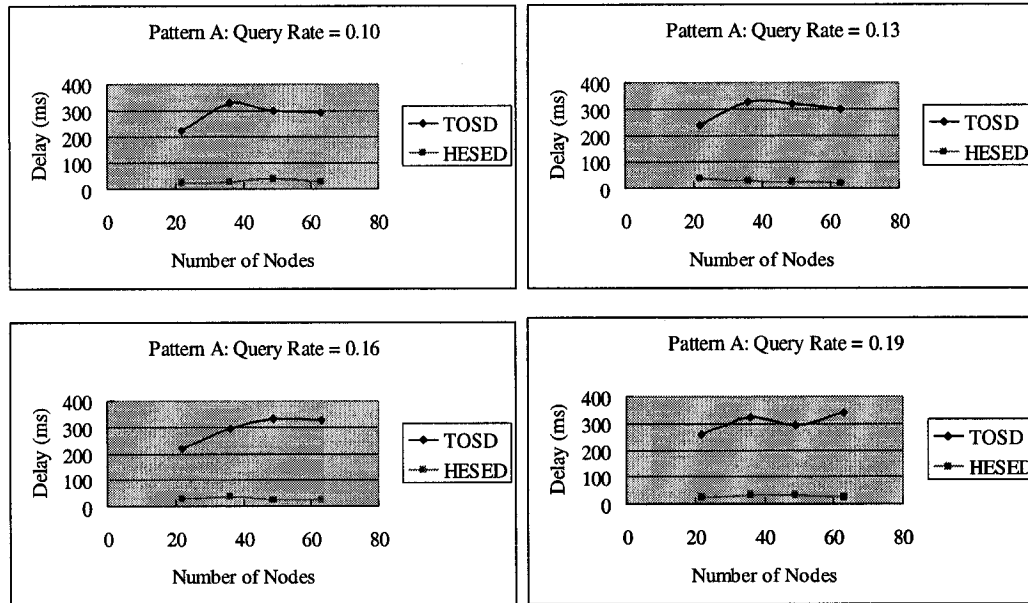 Pattern A: Query Rate = 0.10
Delay (ms)
400
300
200
100
0
0 20 40 60 80
Number of Nodes
TOSD
HESED
Pattern A: Query Rate = 0.13
Delay (ms)
400
300
200
100
0
0 20 40 60 80
Number of Nodes
TOSD
HESED
Pattern A: Query Rate = 0.16
Delay (ms)
400
300
200
100
0
0 20 40 60 80
Number of Nodes
TOSD
HESED
Pattern A: Query Rate = 0.19
Delay (ms)
400
300
200
100
0
0 20 40 60 80
Number of Nodes
TOSD
HESED